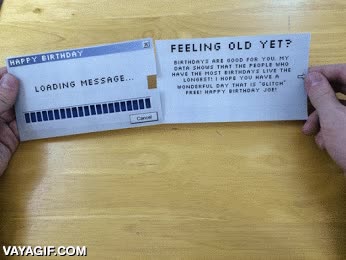 HAPPY BIRTHDAY
LOADING MESSAGE...
Cancel
FEELING OLD YET?
BIRTHDAYS ARE GOOD FOR YOU. MY
DATA SHOWS THAT THE PEOPLE WHO
HAVE THE MOST BIRTHDAYS LIVE THE
LONGEST! I HOPE YOU HAVE A
WONDERFUL DAY THAT IS "GLITCH"
FREE! HAPPY BIRTHDAY JOE!
VAYAGIF.COM